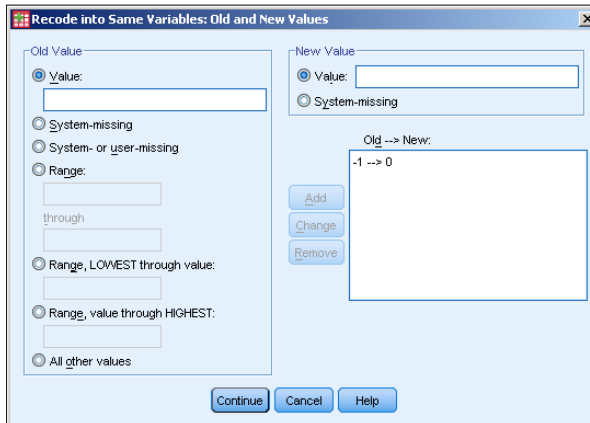 Recode into Same Variables: Old and New Values
Old Value
Value:
System-missing
System- or user-missing
Range:
through
Range, LOWEST through value:
Range, value through HIGHEST:
All other values
New Value
Value:
System-missing
Old --> New:
-1 --> 0
Add
Change
Remove
Continue
Cancel
Help